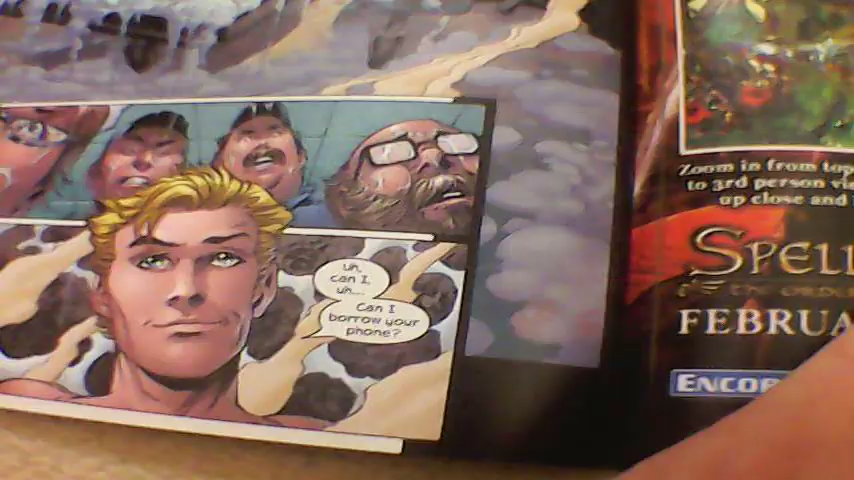 Uh,
can I,
uh...
Can I
borrow your
phone?
Zoom in from top
to 3rd person vi
up close and
SPELL
FEBRUA
ENCOR